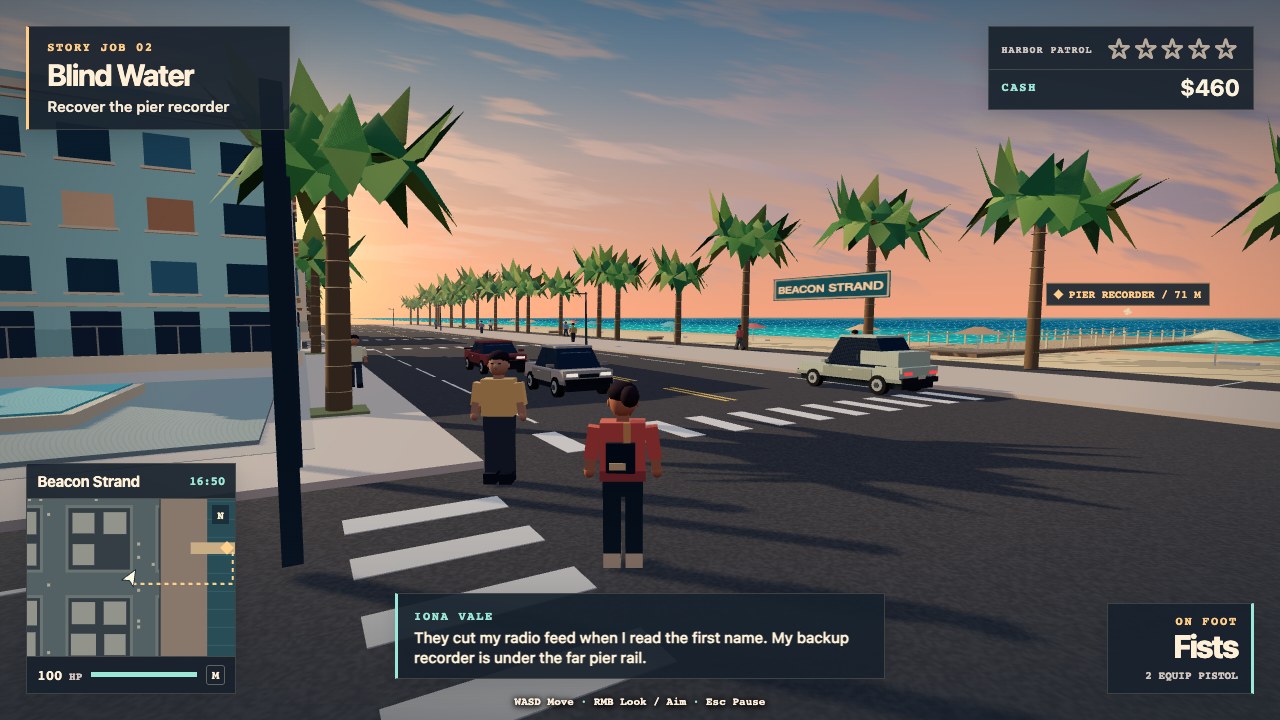 STORY JOB 02
Blind Water
Recover the pier recorder
HARBOR PATROL
CASH $460
BEACON STRAND
PIER RECORDER / 71 M
Beacon Strand 16:50
N
100 HP M
IONA VALE
They cut my radio feed when I read the first name. My backup
recorder is under the far pier rail.
ON FOOT
Fists
2 EQUIP PISTOL
WASD Move · RMB Look / Aim · Esc Pause